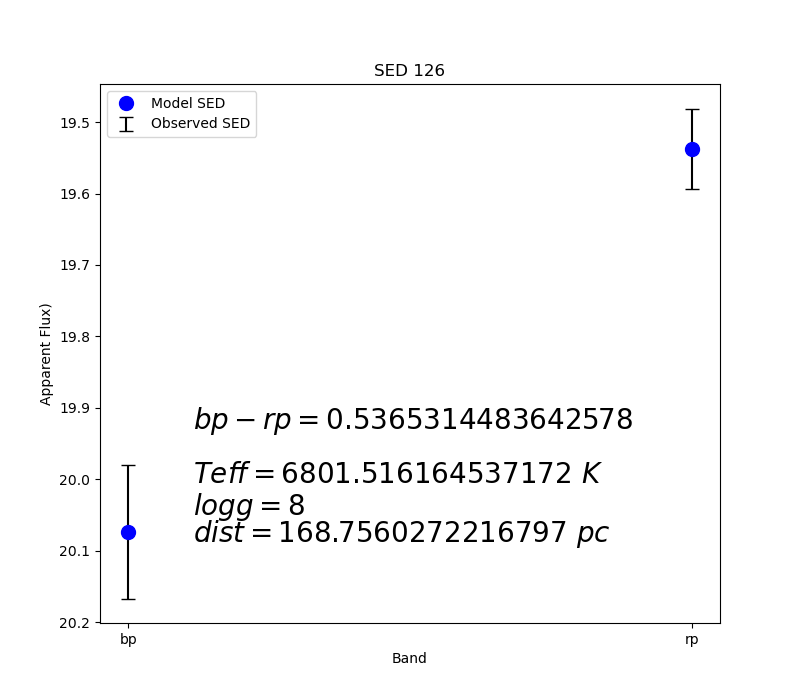 SED 126
Model SED
Observed SED
19.5
19.6
19.7
19.8
19.9
20.0
20.1
20.2
Apparent Flux)
bp − rp = 0.5365314483642578
Teff = 6801.516164537172 K
logg = 8
dist = 168.7560272216797 pc
bp
rp
Band